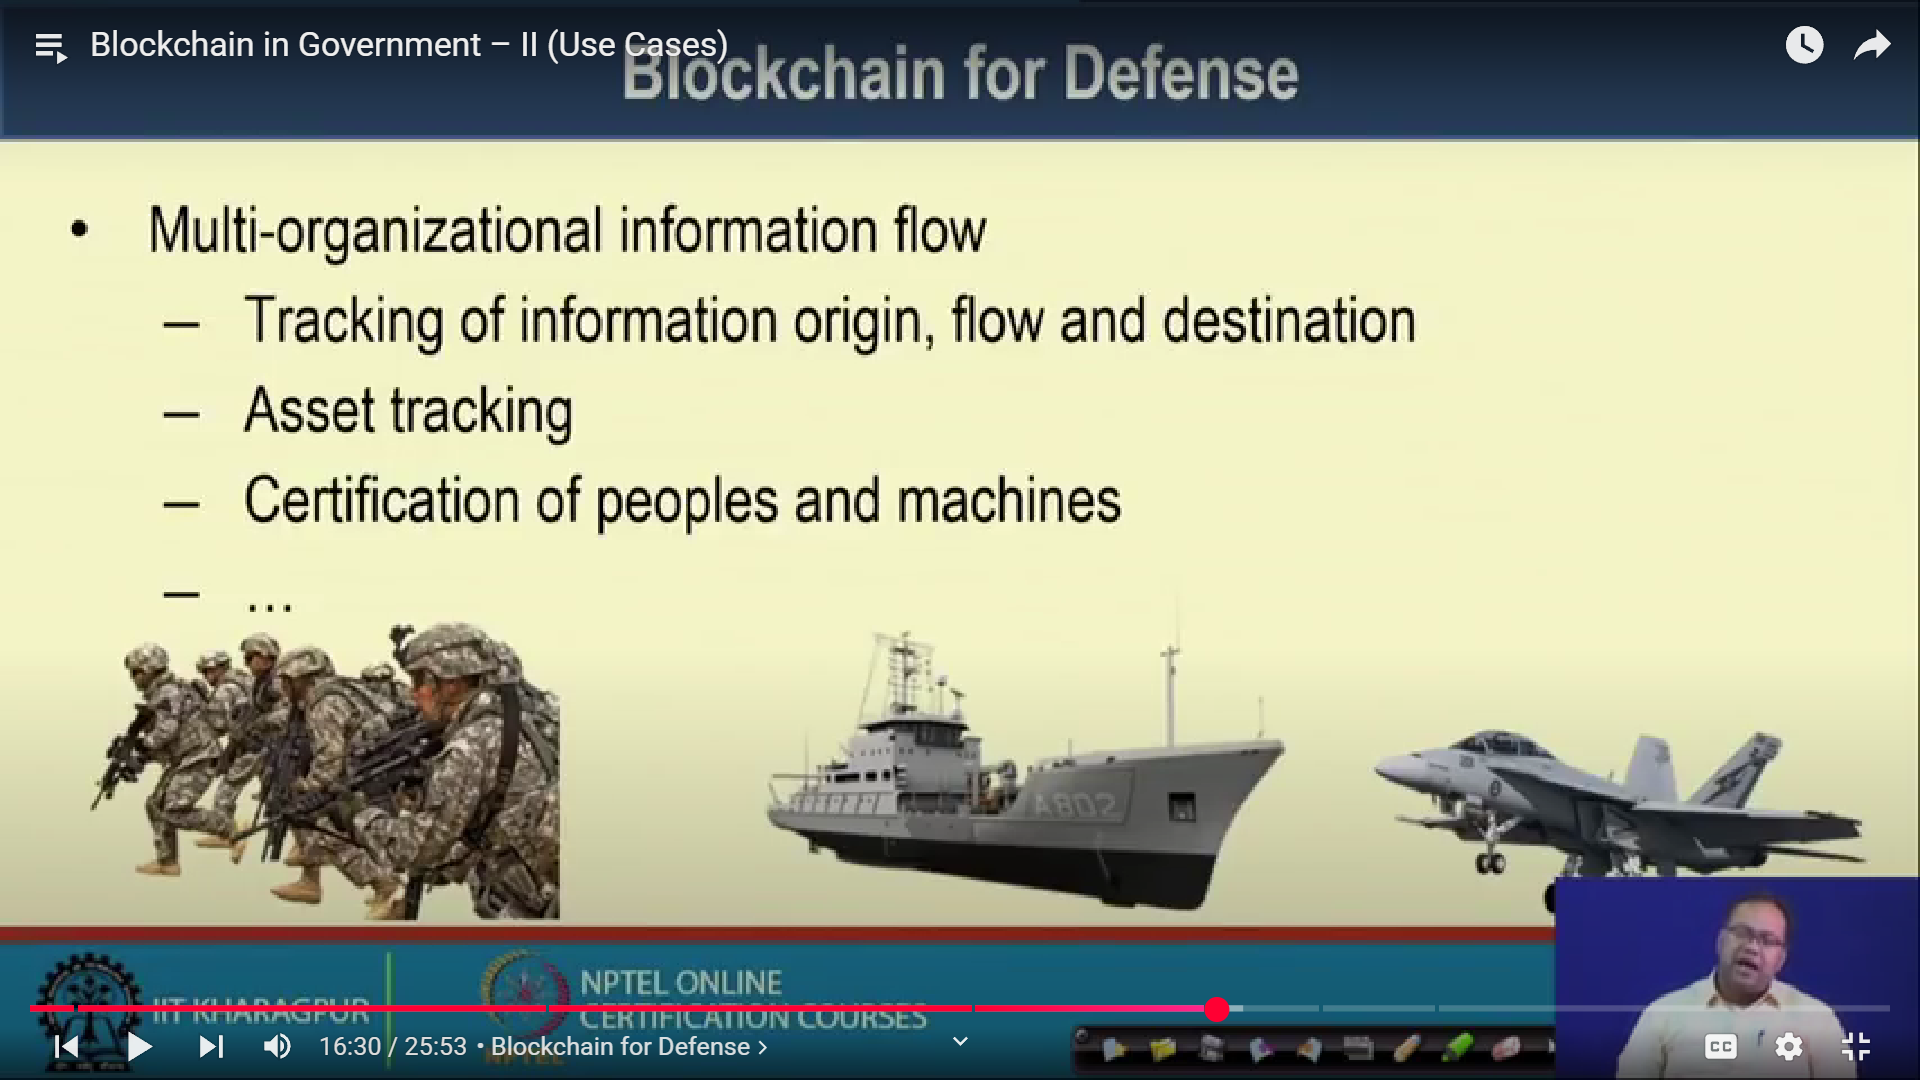 Blockchain in Government – II (Use Cases)
Blockchain for Defense
• Multi-organizational information flow
– Tracking of information origin, flow and destination
– Asset tracking
– Certification of peoples and machines
– ...
A802
IIT KHARAGPUR
NPTEL ONLINE
CERTIFICATION COURSES
NPTEL
16:30 / 25:53 • Blockchain for Defense
CC